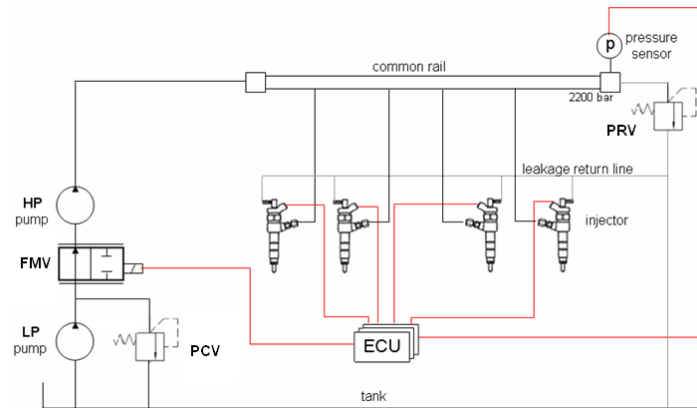 p
pressure
sensor
common rail
2200 bar
PRV
leakage return line
HP
pump
injector
FMV
LP
pump
PCV
ECU
tank